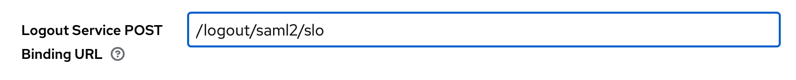 Logout Service POST
Binding URL
/logout/saml2/slo